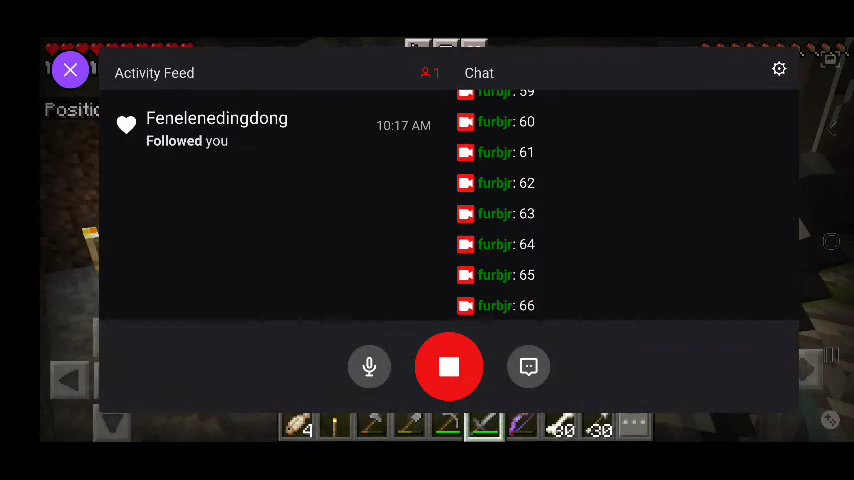 Activity Feed
1
Chat
Positio
Fenelenedingdong
Followed you
10:17 AM
furbjr: 59
furbjr: 60
furbjr: 61
furbjr: 62
furbjr: 63
furbjr: 64
furbjr: 65
furbjr: 66
4
30
30